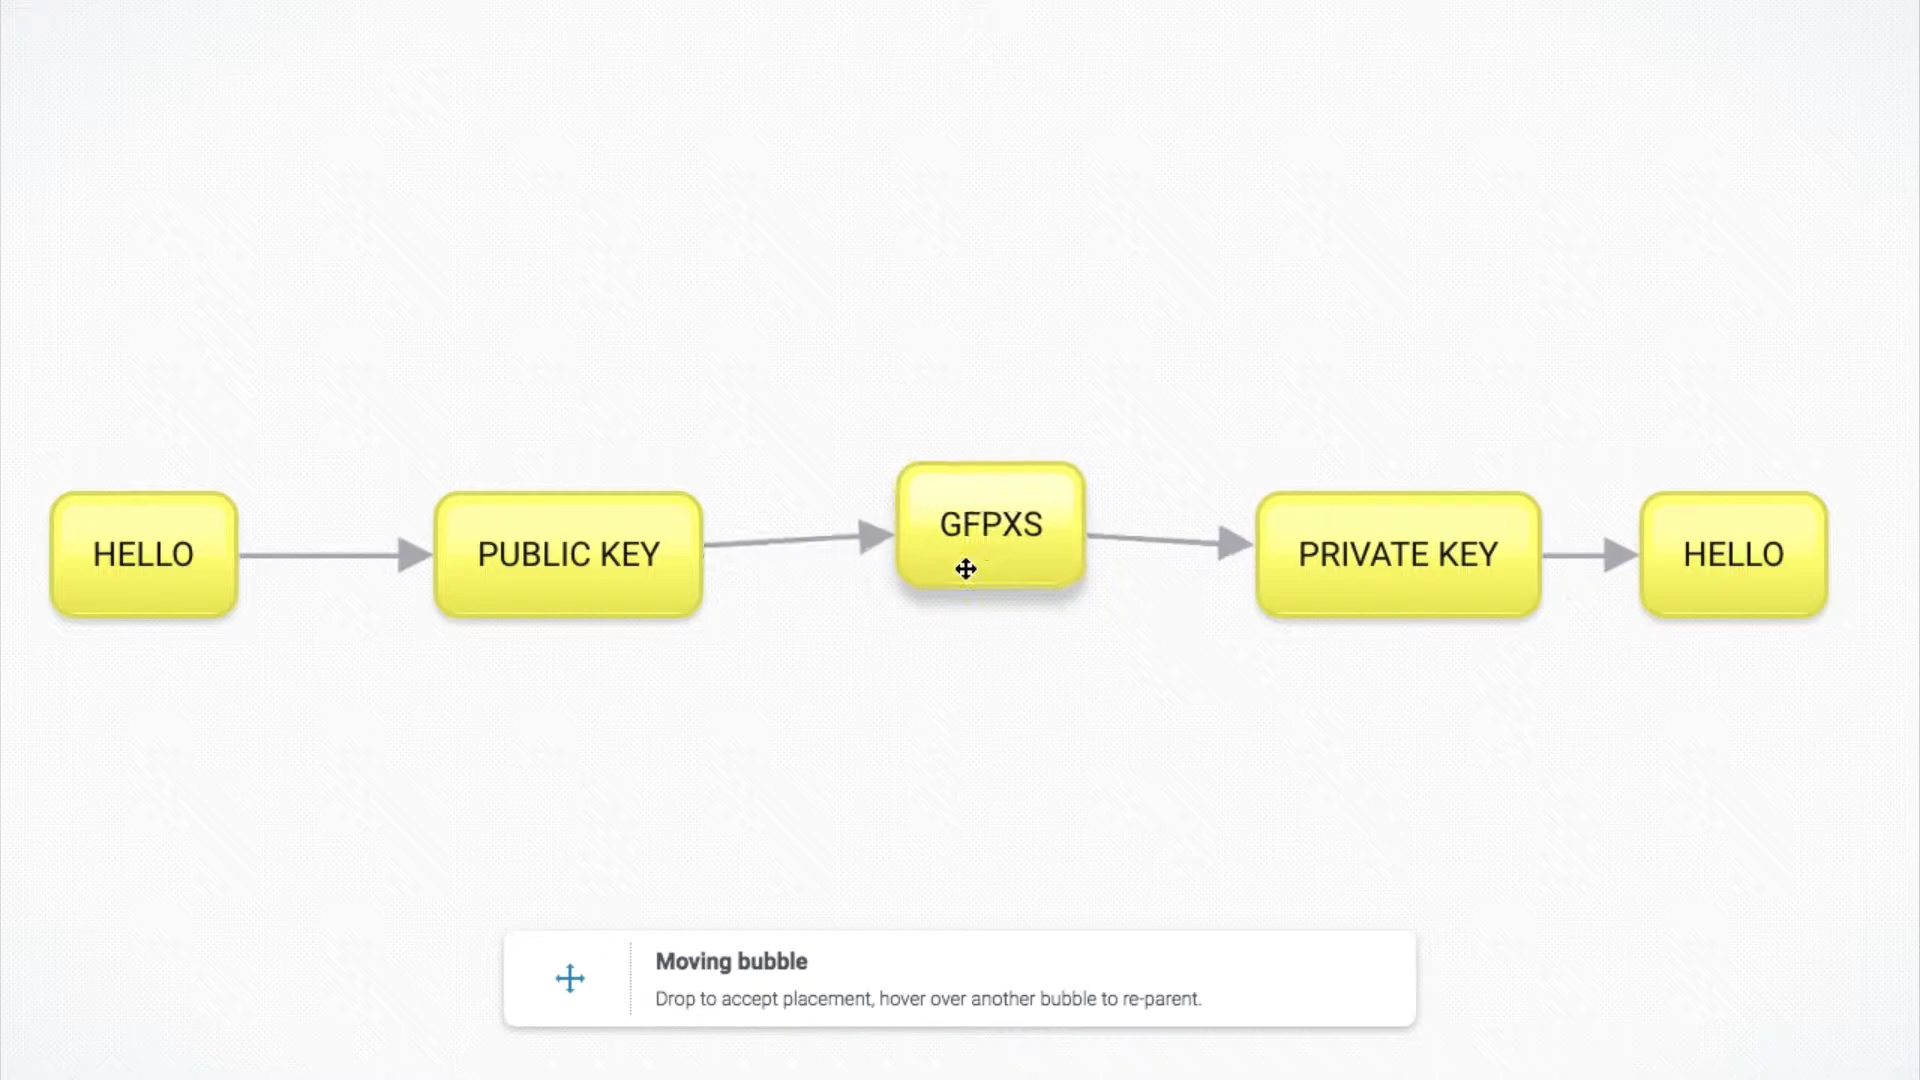 HELLO
PUBLIC KEY
GFPXS
PRIVATE KEY
HELLO
Moving bubble
Drop to accept placement, hover over another bubble to re-parent.